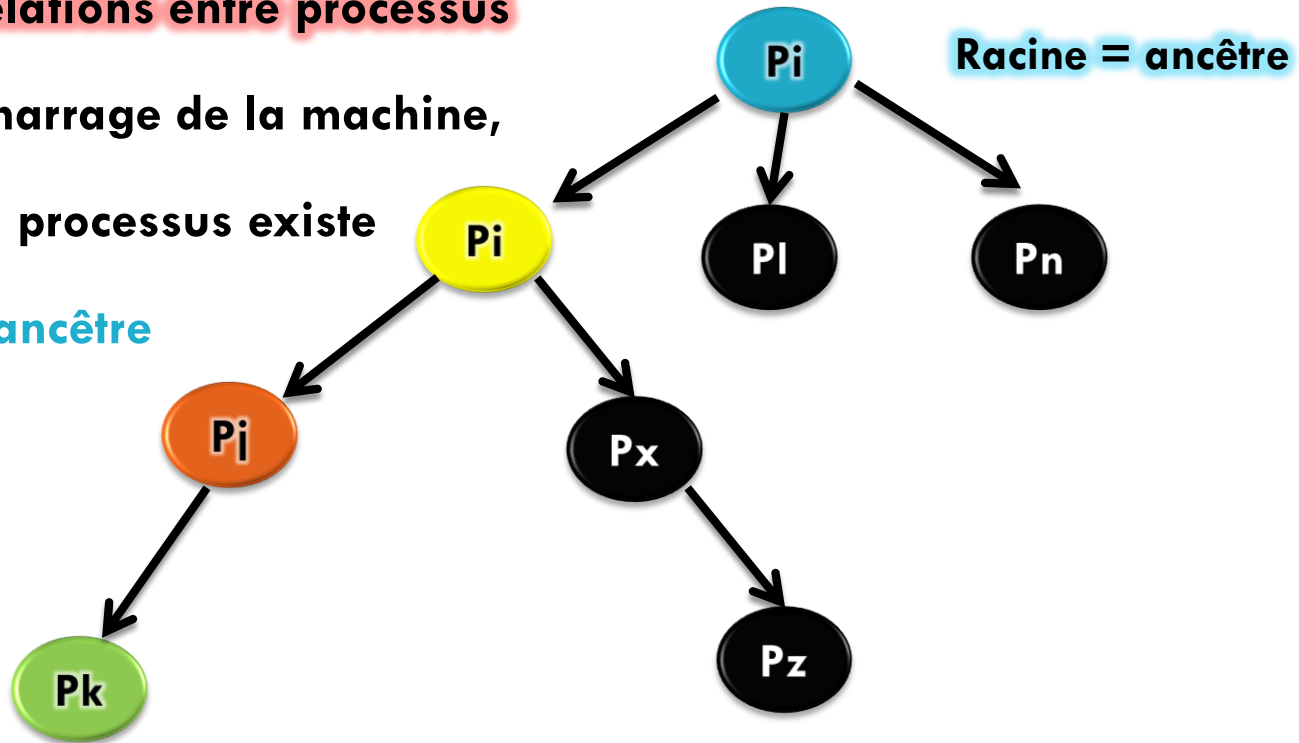 elations entre processus
Racine = ancêtre
narrage de la machine,
processus existe
ancêtre
Pi
Pi
Pl
Pn
Pj
Px
Pk
Pz